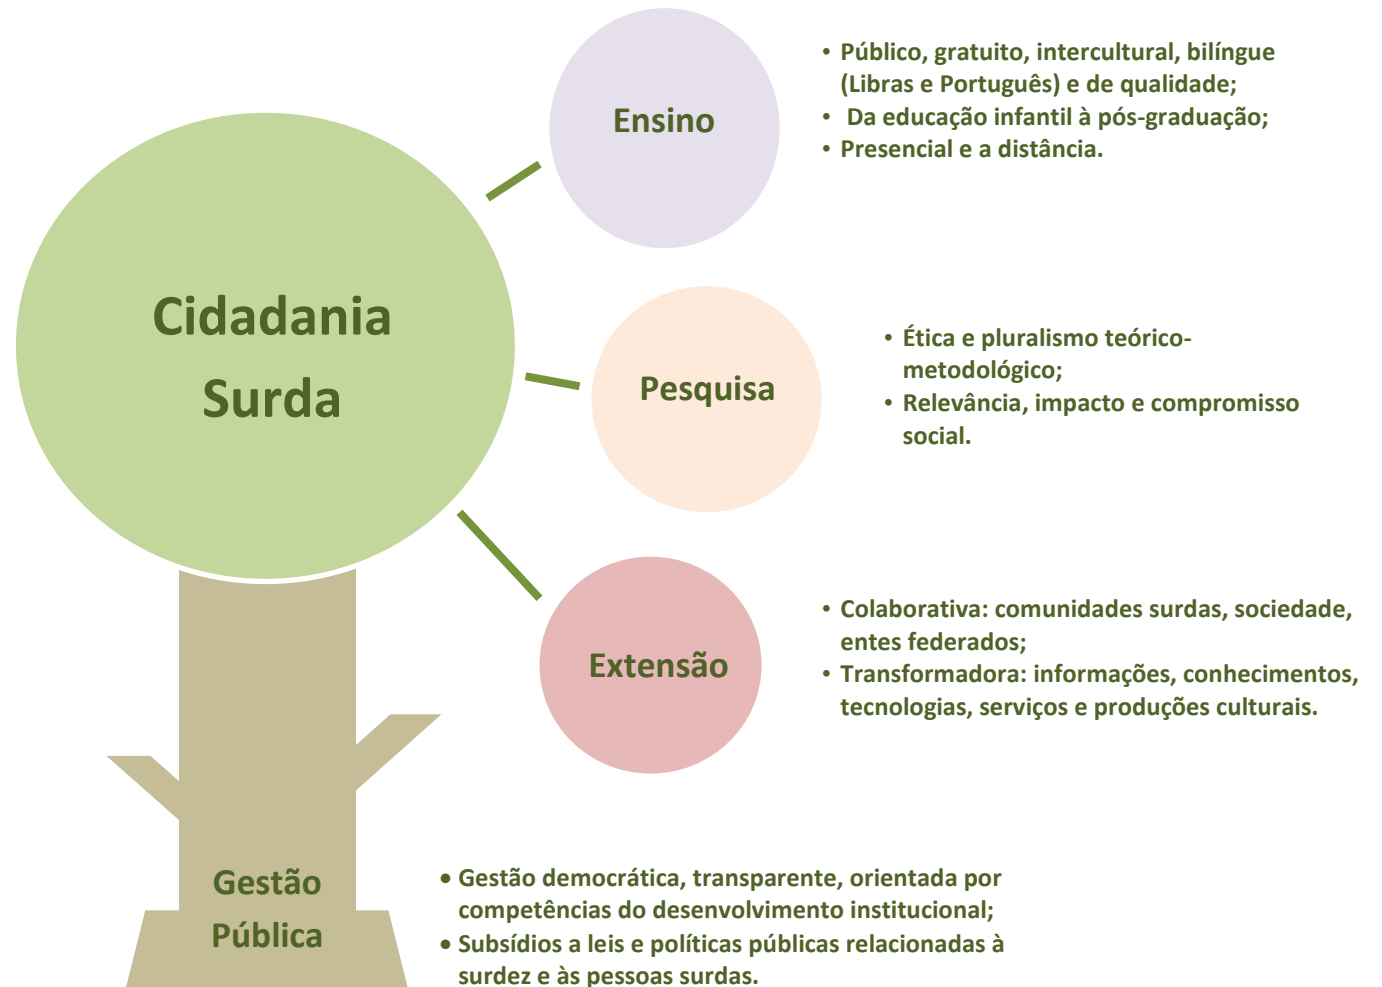 Ensino
• Público, gratuito, intercultural, bilíngue
(Libras e Português) e de qualidade;
• Da educação infantil à pós-graduação;
• Presencial e a distância.
Cidadania
Surda
Pesquisa
• Ética e pluralismo teórico-
metodológico;
• Relevância, impacto e compromisso
social.
Extensão
• Colaborativa: comunidades surdas, sociedade,
entes federados;
• Transformadora: informações, conhecimentos,
tecnologias, serviços e produções culturais.
Gestão
Pública
• Gestão democrática, transparente, orientada por
competências do desenvolvimento institucional;
• Subsídios a leis e políticas públicas relacionadas à
surdez e às pessoas surdas.